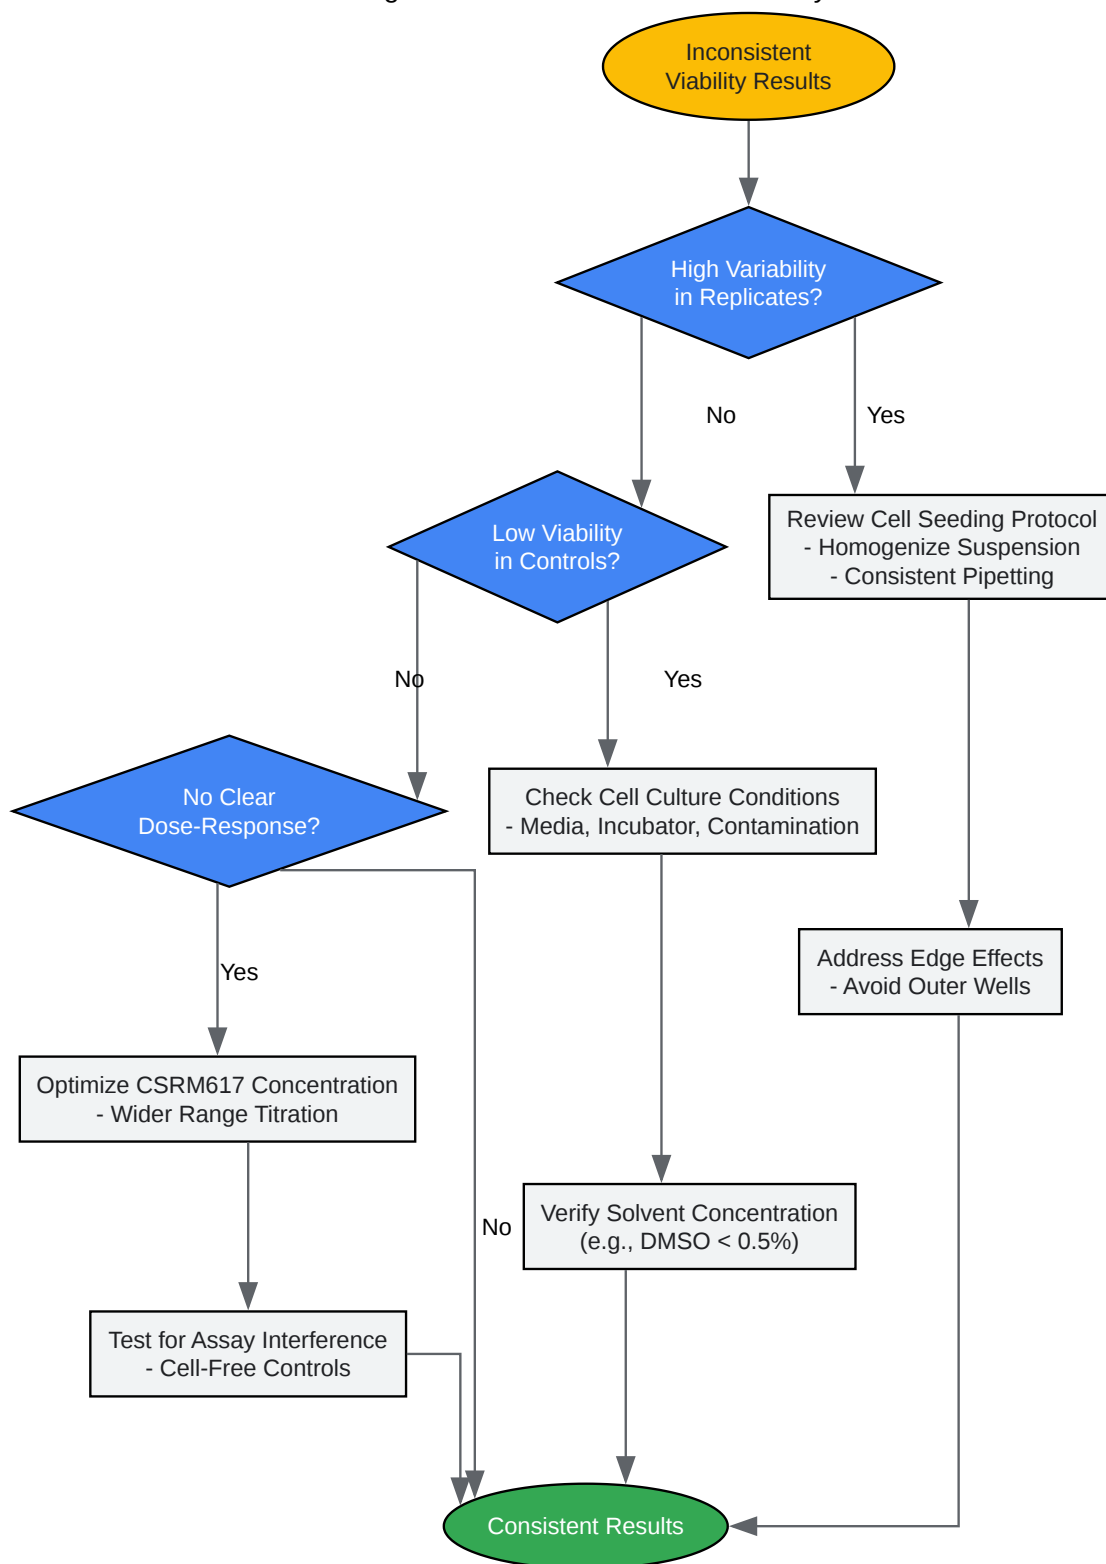 Inconsistent
Viability Results
High Variability
in Replicates?
No
Yes
Low Viability
in Controls?
Review Cell Seeding Protocol
- Homogenize Suspension
- Consistent Pipetting
No
Yes
No Clear
Dose-Response?
Check Cell Culture Conditions
- Media, Incubator, Contamination
Address Edge Effects
- Avoid Outer Wells
Yes
Optimize CSRM617 Concentration
- Wider Range Titration
No
Verify Solvent Concentration
(e.g., DMSO < 0.5%)
Test for Assay Interference
- Cell-Free Controls
Consistent Results